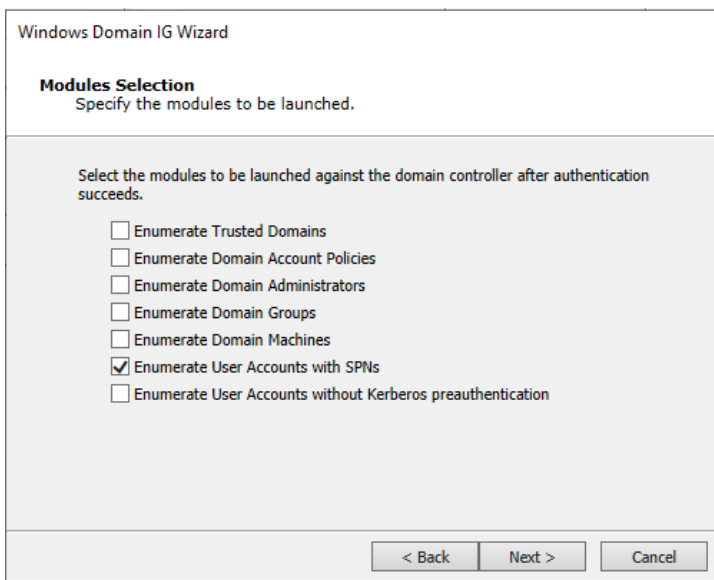 Windows Domain IG Wizard
Modules Selection
Specify the modules to be launched.
Select the modules to be launched against the domain controller after authentication
succeeds.
Enumerate Trusted Domains
Enumerate Domain Account Policies
Enumerate Domain Administrators
Enumerate Domain Groups
Enumerate Domain Machines
Enumerate User Accounts with SPNs
Enumerate User Accounts without Kerberos preauthentication
< Back
Next >
Cancel